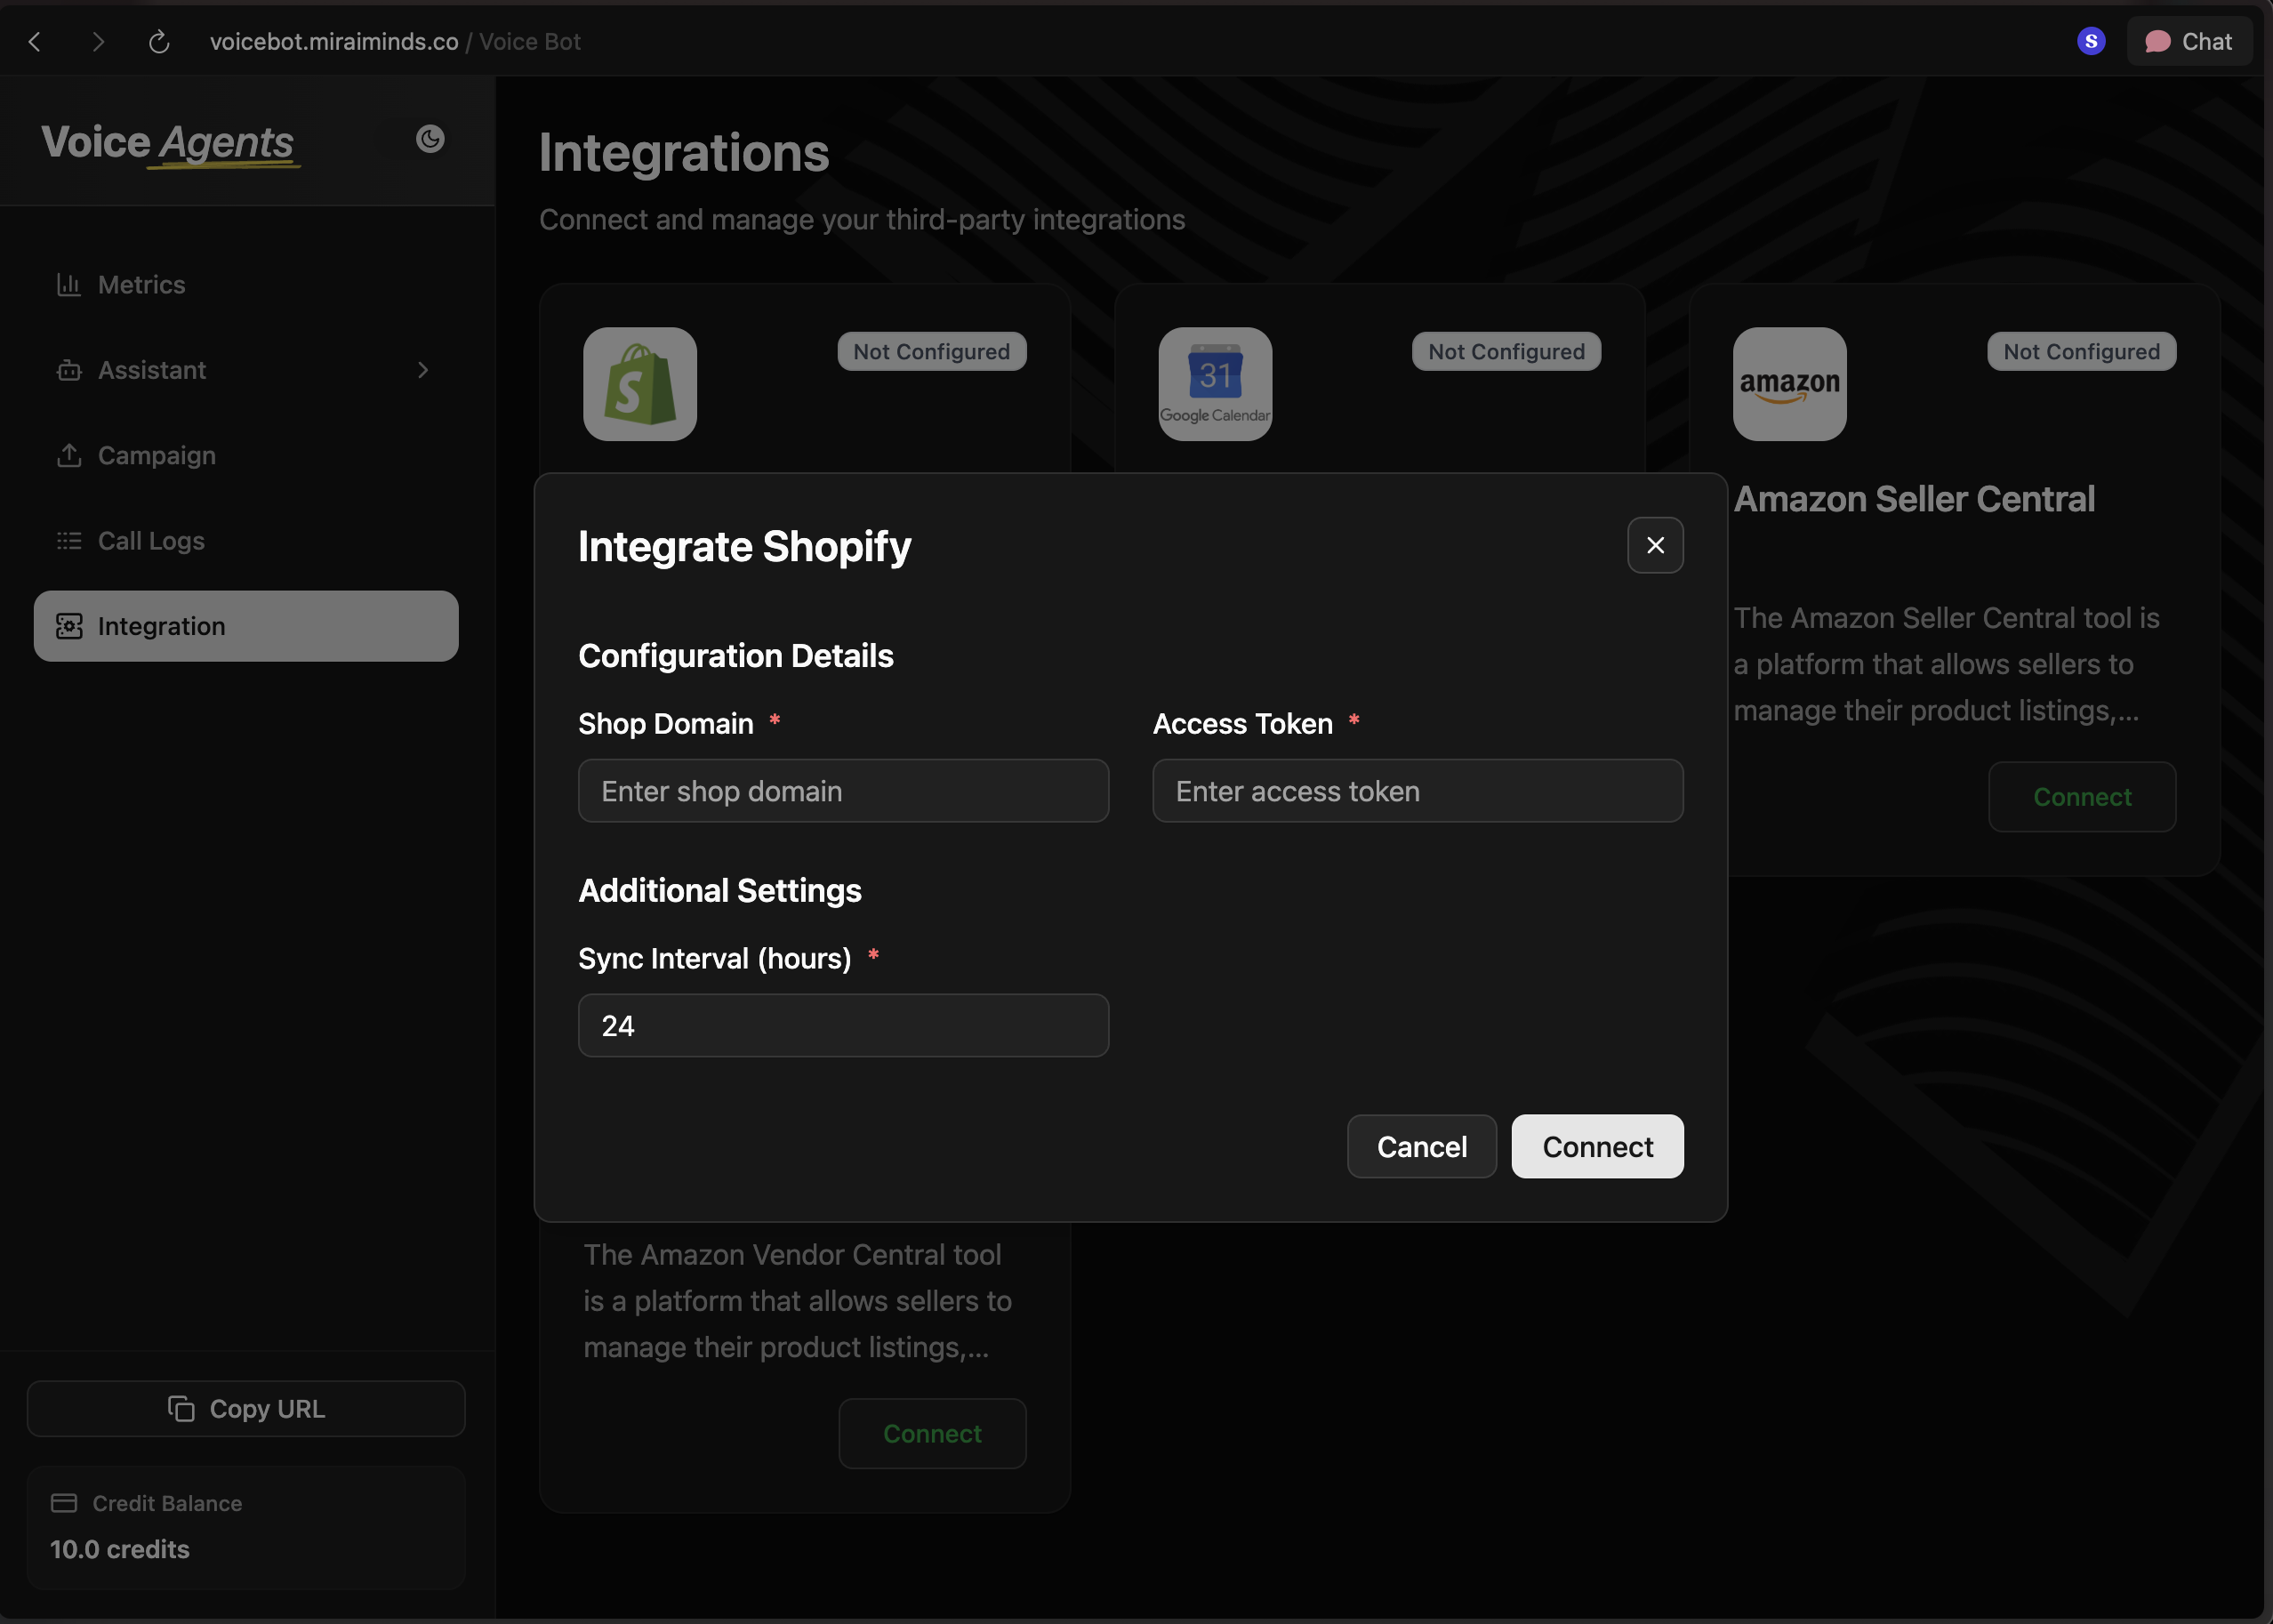 voicebot.miraiminds.co / Voice Bot
S
Chat
Voice Agents
Metrics
Assistant
Campaign
Call Logs
Integration
Copy URL
Credit Balance
10.0 credits
Integrations
Connect and manage your third-party integrations
S
Not Configured
31
Google Calendar
Not Configured
amazon
Not Configured
Amazon Seller Central
The Amazon Seller Central tool is
a platform that allows sellers to
manage their product listings,...
Connect
Integrate Shopify
Configuration Details
Shop Domain *
Enter shop domain
Access Token *
Enter access token
Additional Settings
Sync Interval (hours) *
24
Cancel
Connect
The Amazon Vendor Central tool
is a platform that allows sellers to
manage their product listings,...
Connect